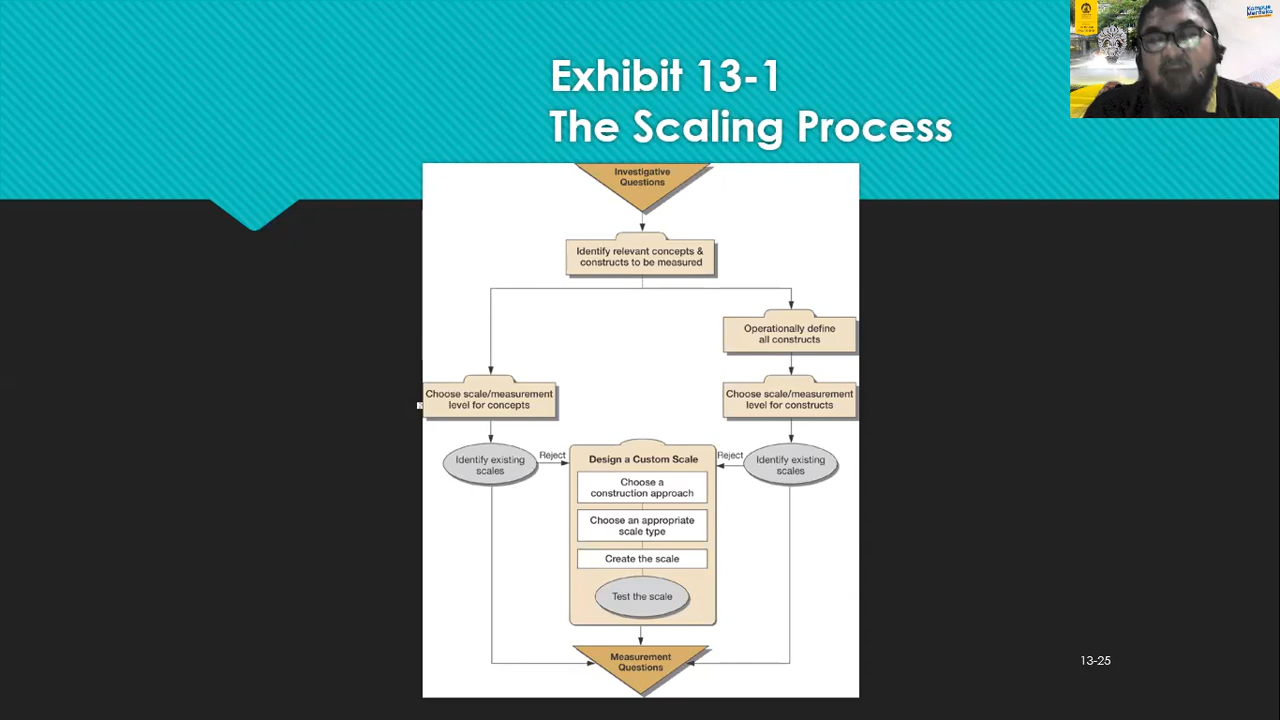 Kampus
Merdeka
Exhibit 13-1
The Scaling Process
Investigative
Questions
Identify relevant concepts &
constructs to be measured
Operationally define
all constructs
Choose scale/measurement
level for concepts
Choose scale/measurement
level for constructs
Identify existing
scales
Reject
Design a Custom Scale
Reject
Identify existing
scales
Choose a
construction approach
Choose an appropriate
scale type
Create the scale
Test the scale
Measurement
Questions
13-25